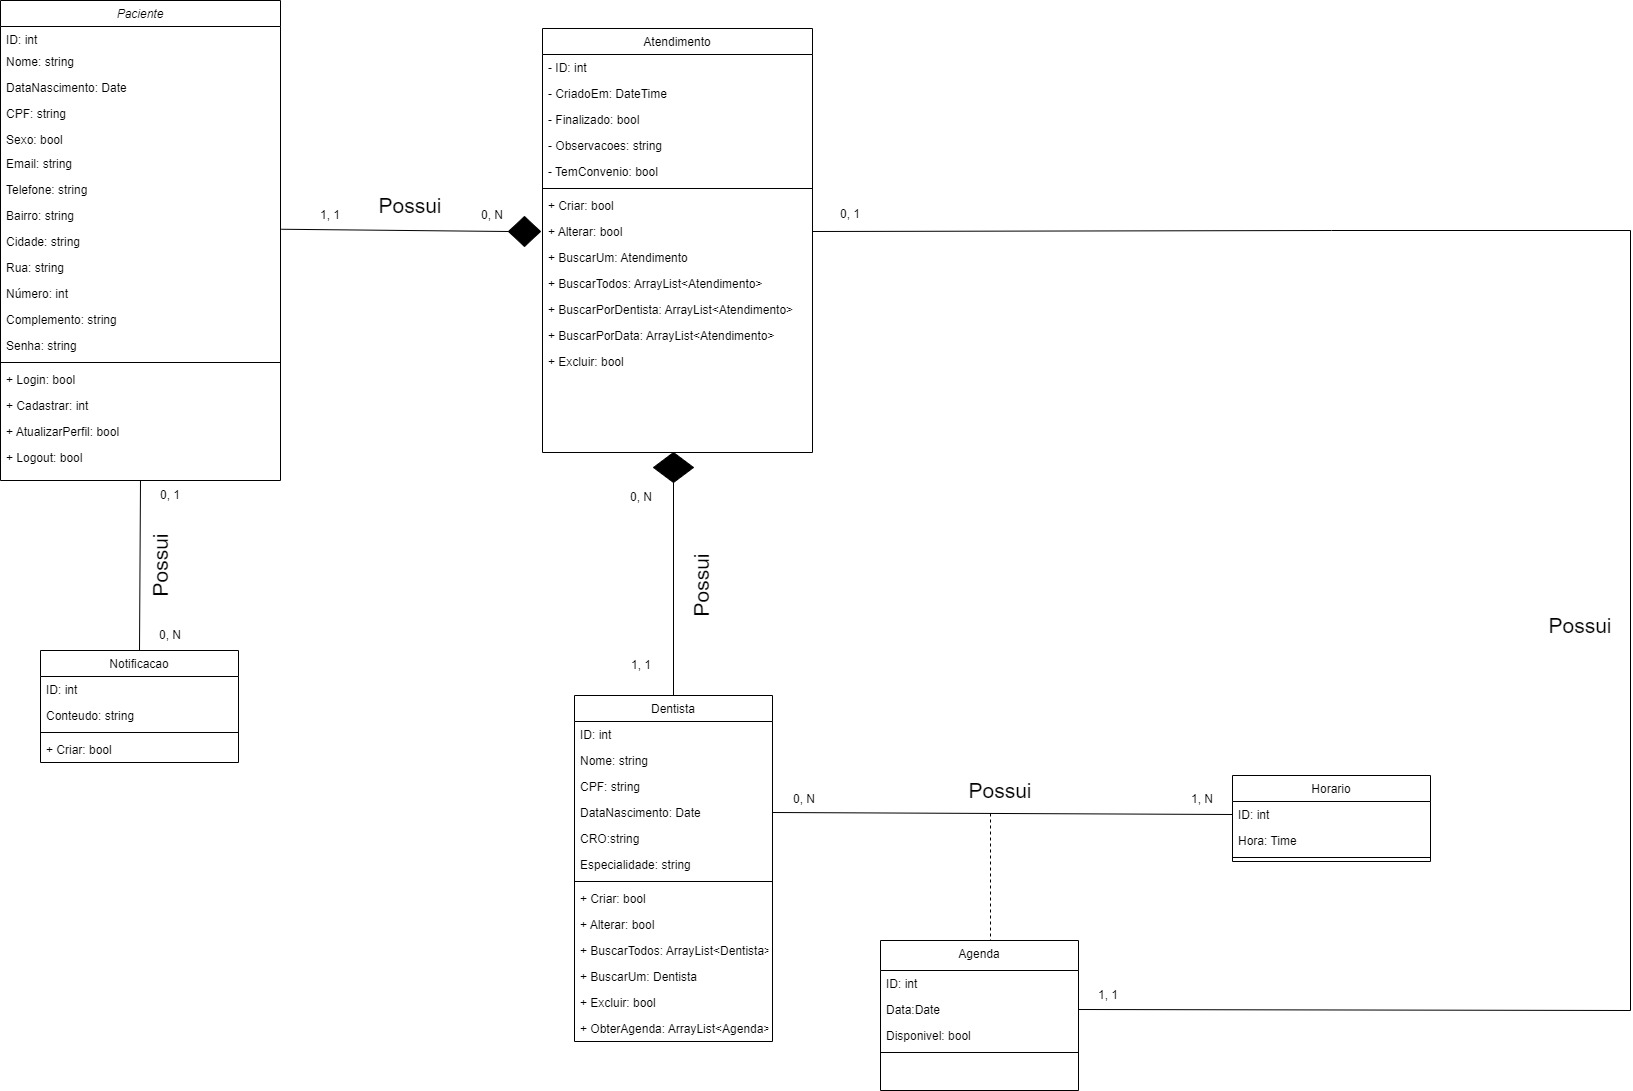 Paciente
ID: int
Nome: string
DataNascimento: Date
CPF: string
Sexo: bool
Email: string
Telefone: string
Bairro: string
Cidade: string
Rua: string
Número: int
Complemento: string
Senha: string
+ Login: bool
+ Cadastrar: int
+ AtualizarPerfil: bool
+ Logout: bool
1, 1
Possui
0, N
Atendimento
- ID: int
- CriadoEm: DateTime
- Finalizado: bool
- Observacoes: string
- TemConvenio: bool
+ Criar: bool
+ Alterar: bool
+ BuscarUm: Atendimento
+ BuscarTodos: ArrayList<Atendimento>
+ BuscarPorDentista: ArrayList<Atendimento>
+ BuscarPorData: ArrayList<Atendimento>
+ Excluir: bool
0, 1
0, 1
Possui
0, N
Notificacao
ID: int
Conteudo: string
+ Criar: bool
0, N
Possui
1, 1
Possui
Dentista
ID: int
Nome: string
CPF: string
DataNascimento: Date
CRO:string
Especialidade: string
+ Criar: bool
+ Alterar: bool
+ BuscarTodos: ArrayList<Dentista>
+ BuscarUm: Dentista
+ Excluir: bool
+ ObterAgenda: ArrayList<Agenda>
0, N
Possui
1, N
Horario
ID: int
Hora: Time
Agenda
ID: int
Data:Date
Disponivel: bool
1, 1